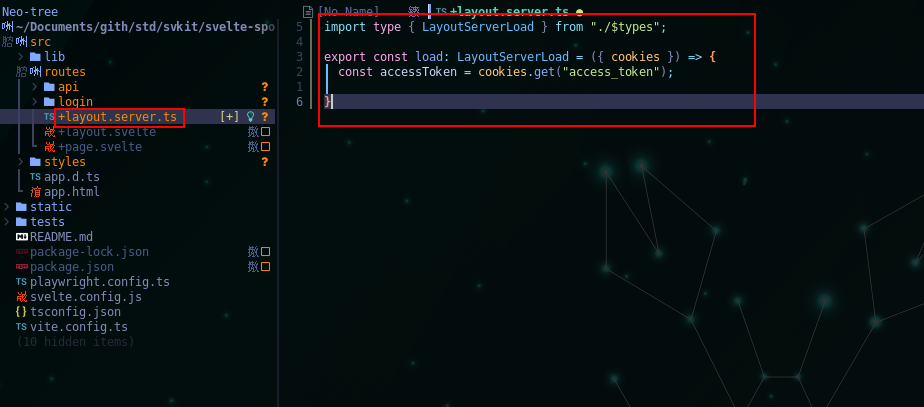 Neo-tree
~/Documents/gith/std/svkit/svelte-spo
src
lib
routes
api ?
login ?
TS +layout.server.ts [+] ?
+layout.svelte
+page.svelte
styles ?
TS app.d.ts
app.html
static
tests
README.md
package-lock.json
package.json
TS playwright.config.ts
svelte.config.js
{} tsconfig.json
TS vite.config.ts
(10 hidden items)
[No Name] TS +layout.server.ts
5 import type { LayoutServerLoad } from "./$types";
4
3 export const load: LayoutServerLoad = ({ cookies }) => {
2 const accessToken = cookies.get("access_token");
1
6 }